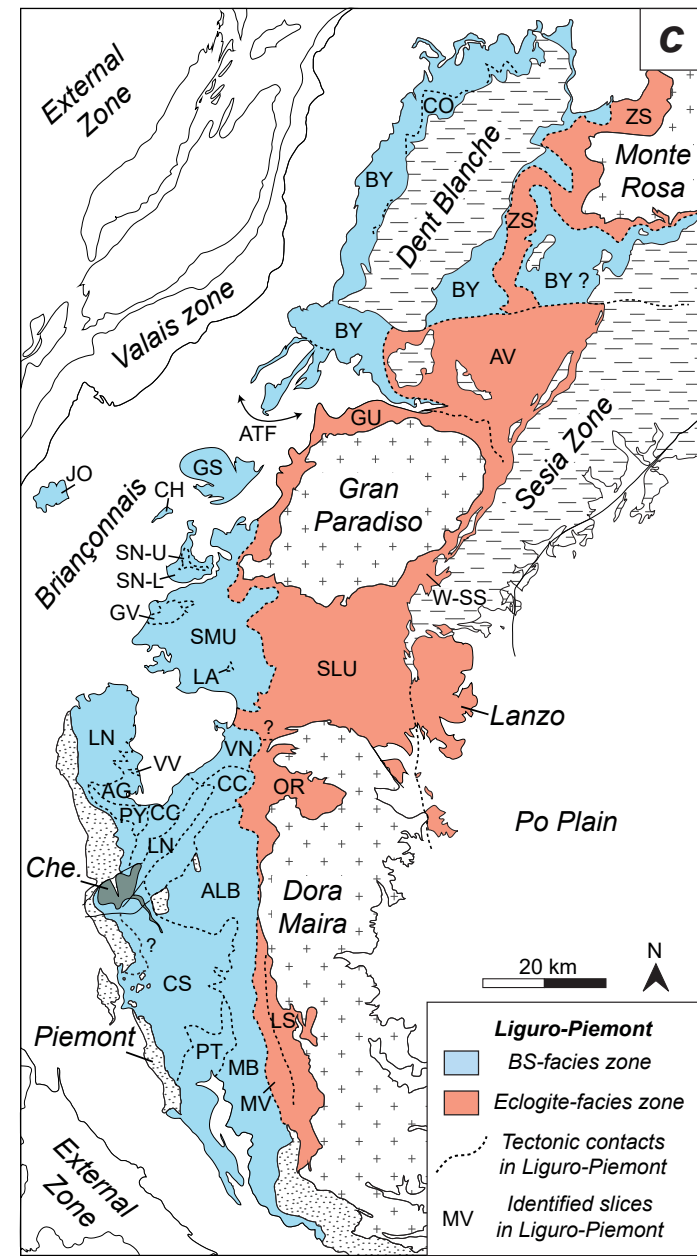 C
External
Zone
CO
ZS
Monte
Rosa
BY
Dent Blanche
ZS
Valais zone
BY
BY ?
BY
AV
ATF
GU
Sesia Zone
JO
GS
CH
Gran
Paradiso
Briançonnais
SN-U
SN-L
GV
W-SS
SMU
LA
SLU
Lanzo
LN
?
VN
VV
CC
OR
AG
PY
CC
Po Plain
LN
Che.
ALB
Dora
Maira
?
CS
20 km
N
LS
Piemont
PT
MB
MV
External
Zone
Liguro-Piemont
BS-facies zone
Eclogite-facies zone
Tectonic contacts
in Liguro-Piemont
MV
Identified slices
in Liguro-Piemont